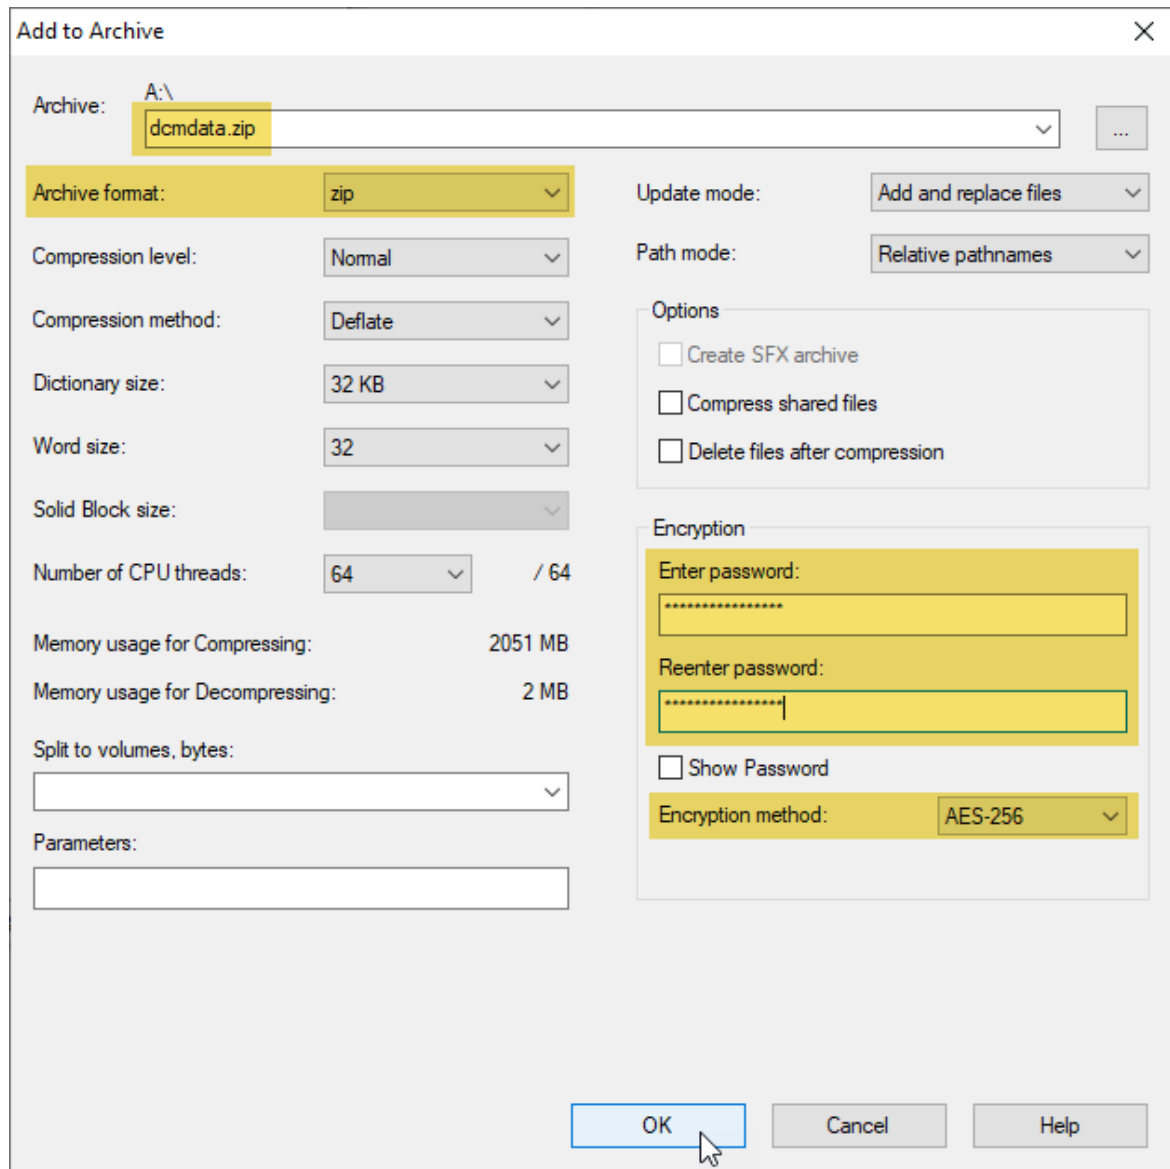 Add to Archive
Archive:
A:\
dcmdata.zip
...
Archive format:
zip
Compression level:
Normal
Compression method:
Deflate
Dictionary size:
32 KB
Word size:
32
Solid Block size:
Number of CPU threads:
64
/ 64
Memory usage for Compressing:
2051 MB
Memory usage for Decompressing:
2 MB
Split to volumes, bytes:
Parameters:
Update mode:
Add and replace files
Path mode:
Relative pathnames
Options
Create SFX archive
Compress shared files
Delete files after compression
Encryption
Enter password:
****************
Reenter password:
****************
Show Password
Encryption method:
AES-256
OK
Cancel
Help